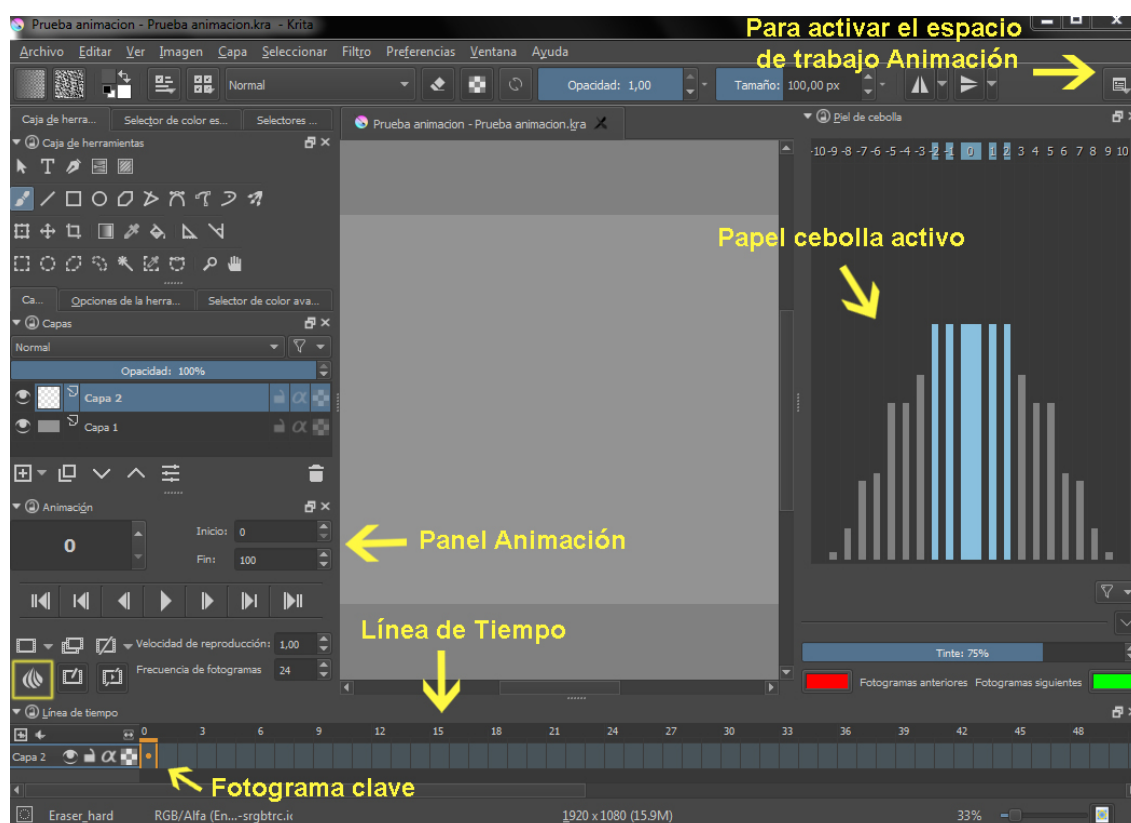 Prueba animacion - Prueba animacion.kra - Krita
Para activar el espacio
de trabajo Animación
Archivo Editar Ver Imagen Capa Seleccionar Filtro Preferencias Ventana Ayuda
Normal
Opacidad: 1,00
Tamaño: 100,00 px
Caja de herra... Selector de color es... Selectores ...
Prueba animacion - Prueba animacion.kra
Piel de cebolla
Caja de herramientas
-10 -9 -8 -7 -6 -5 -4 -3 -2 -1 0 1 2 3 4 5 6 7 8 9 10
Papel cebolla activo
Ca... Opciones de la herra... Selector de color ava...
Capas
Normal
Opacidad: 100%
Capa 2
Capa 1
Animación
0
Inicio: 0
Fin: 100
Panel Animación
Velocidad de reproducción: 1,00
Frecuencia de fotogramas 24
Línea de Tiempo
Tinte: 75%
Fotogramas anteriores Fotogramas siguientes
Línea de tiempo
0 3 6 9 12 15 18 21 24 27 30 33 36 39 42 45 48
Capa 2
Fotograma clave
Eraser_hard
RGB/Alfa (En...-srgbtrc.ic
1920 x 1080 (15.9M)
33%